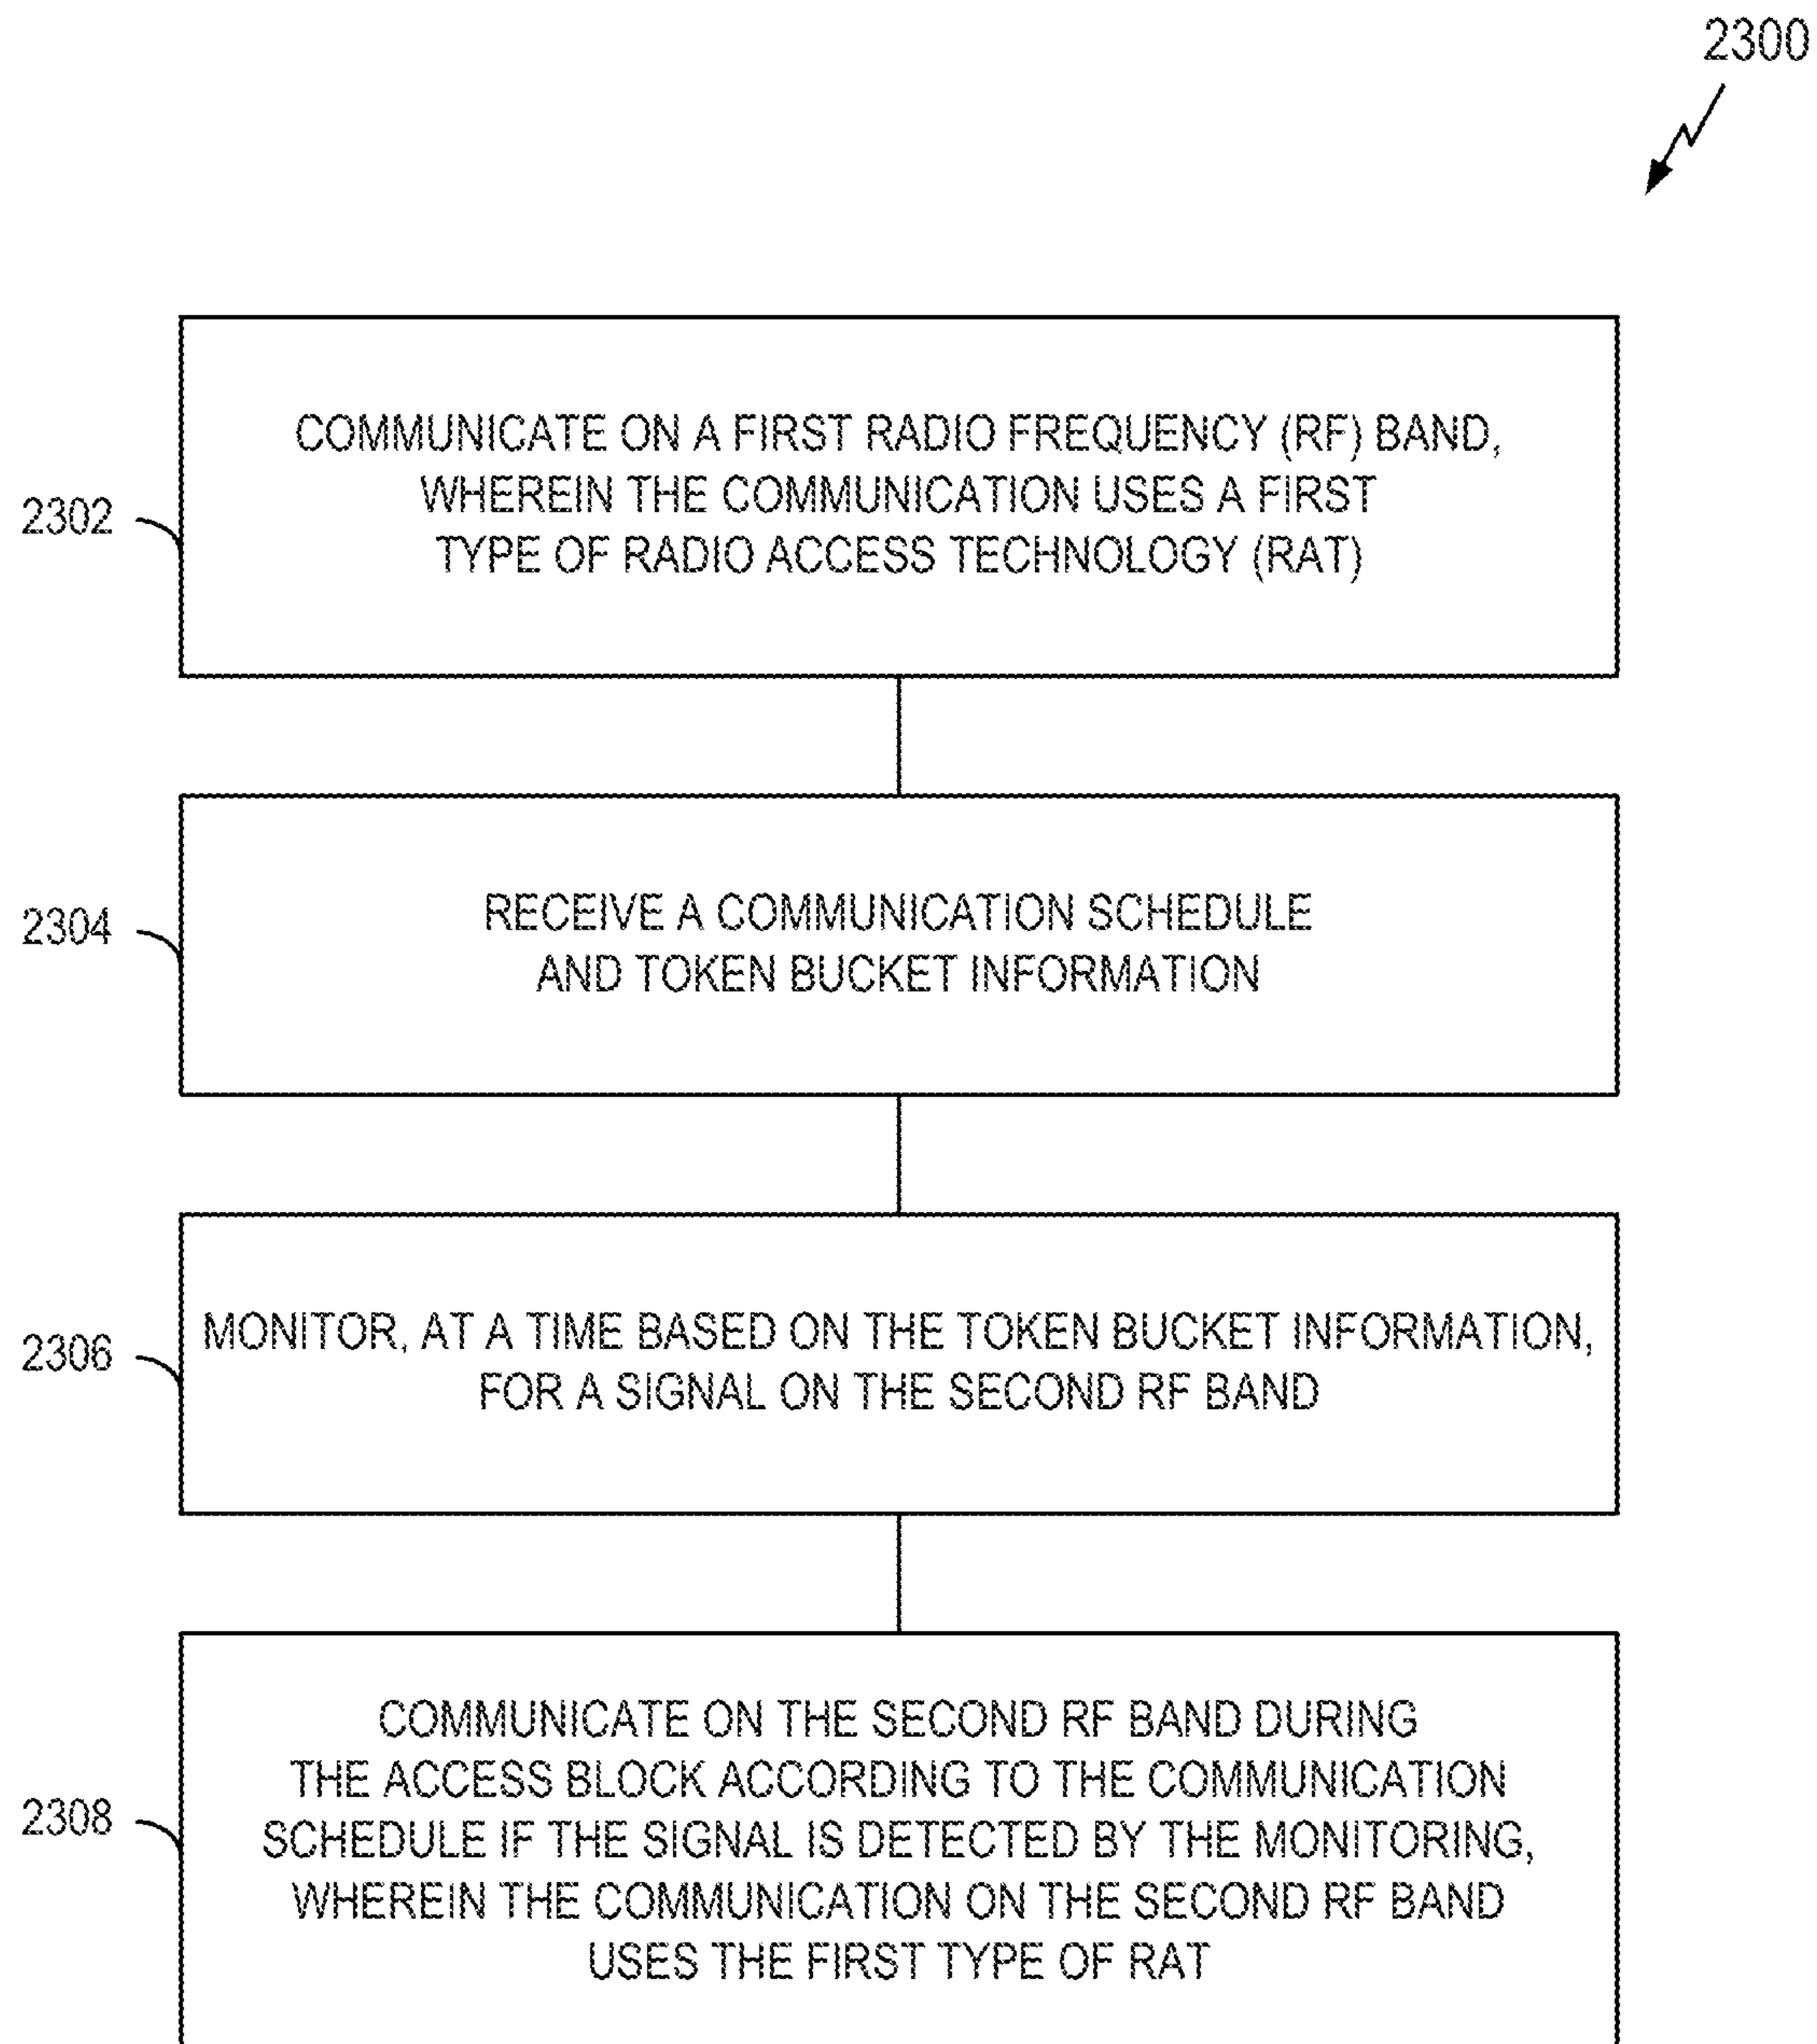 2300
COMMUNICATE ON A FIRST RADIO FREQUENCY (RF) BAND,
WHEREIN THE COMMUNICATION USES A FIRST
TYPE OF RADIO ACCESS TECHNOLOGY (RAT)
2302
RECEIVE A COMMUNICATION SCHEDULE
AND TOKEN BUCKET INFORMATION
2304
MONITOR, AT A TIME BASED ON THE TOKEN BUCKET INFORMATION,
FOR A SIGNAL ON THE SECOND RF BAND
2306
COMMUNICATE ON THE SECOND RF BAND DURING
THE ACCESS BLOCK ACCORDING TO THE COMMUNICATION
SCHEDULE IF THE SIGNAL IS DETECTED BY THE MONITORING,
WHEREIN THE COMMUNICATION ON THE SECOND RF BAND
USES THE FIRST TYPE OF RAT
2308